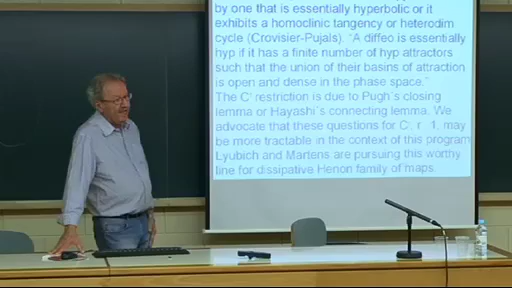 by one that is essentially hyperbolic or it
exhibits a homoclinic tangency or heterodim
cycle (Crovisier-Pujals). "A diffeo is essentially
hyp if it has a finite number of hyp attractors
such that the union of their basins of attraction
is open and dense in the phase space."
The C¹ restriction is due to Pugh´s closing
lemma or Hayashi´s connecting lemma. We
advocate that these questions for C r 1, may
be more tractable in the context of this program
Lyubich and Martens are pursuing this worthy
line for dissipative Henon family of maps.